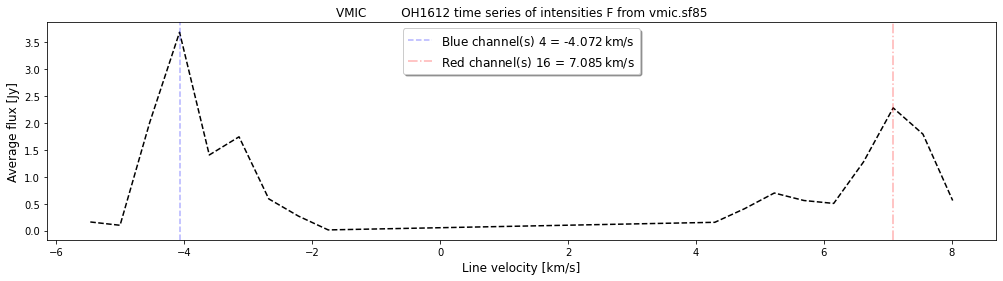 VMIC OH1612 time series of intensities F from vmic.sf85
Blue channel(s) 4 = -4.072 km/s
Red channel(s) 16 = 7.085 km/s
Average flux [Jy]
3.5
3.0
2.5
2.0
1.5
1.0
0.5
0.0
−6 −4 −2 0 2 4 6 8
Line velocity [km/s]